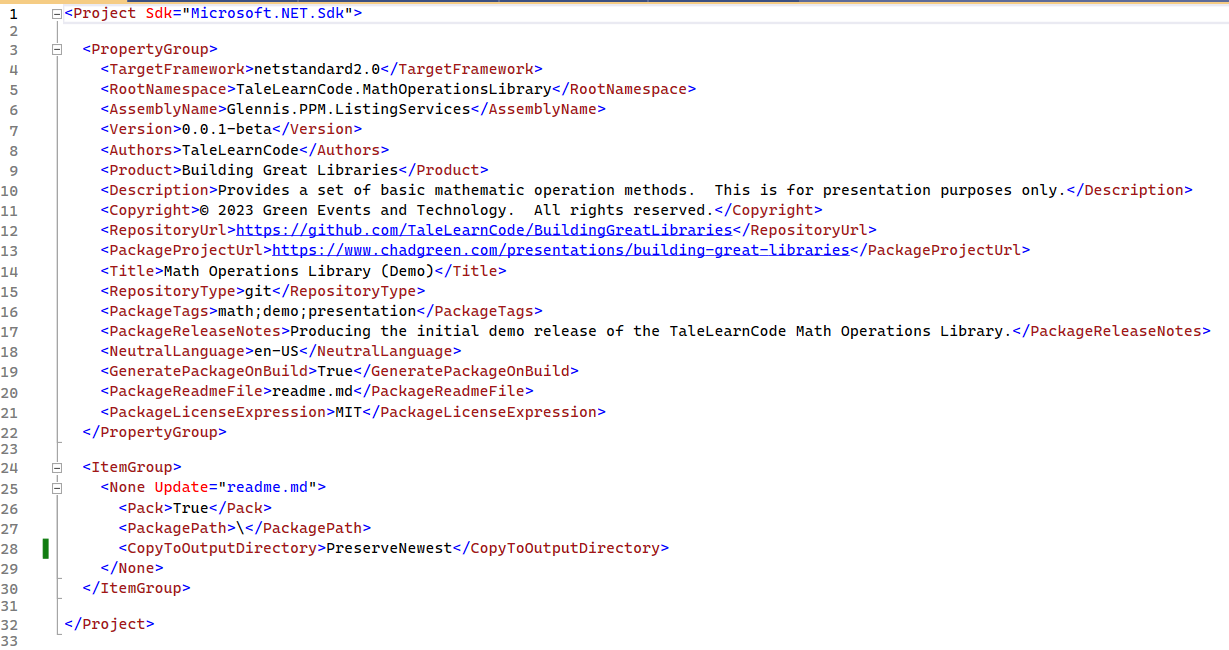 1 <Project Sdk="Microsoft.NET.Sdk">
2
3 <PropertyGroup>
4 <TargetFramework>netstandard2.0</TargetFramework>
5 <RootNamespace>TaleLearnCode.MathOperationsLibrary</RootNamespace>
6 <AssemblyName>Glennis.PPM.ListingServices</AssemblyName>
7 <Version>0.0.1-beta</Version>
8 <Authors>TaleLearnCode</Authors>
9 <Product>Building Great Libraries</Product>
10 <Description>Provides a set of basic mathematic operation methods.  This is for presentation purposes only.</Description>
11 <Copyright>© 2023 Green Events and Technology.  All rights reserved.</Copyright>
12 <RepositoryUrl>https://github.com/TaleLearnCode/BuildingGreatLibraries</RepositoryUrl>
13 <PackageProjectUrl>https://www.chadgreen.com/presentations/building-great-libraries</PackageProjectUrl>
14 <Title>Math Operations Library (Demo)</Title>
15 <RepositoryType>git</RepositoryType>
16 <PackageTags>math;demo;presentation</PackageTags>
17 <PackageReleaseNotes>Producing the initial demo release of the TaleLearnCode Math Operations Library.</PackageReleaseNotes>
18 <NeutralLanguage>en-US</NeutralLanguage>
19 <GeneratePackageOnBuild>True</GeneratePackageOnBuild>
20 <PackageReadmeFile>readme.md</PackageReadmeFile>
21 <PackageLicenseExpression>MIT</PackageLicenseExpression>
22 </PropertyGroup>
23
24 <ItemGroup>
25 <None Update="readme.md">
26 <Pack>True</Pack>
27 <PackagePath>\</PackagePath>
28 <CopyToOutputDirectory>PreserveNewest</CopyToOutputDirectory>
29 </None>
30 </ItemGroup>
31
32 </Project>
33